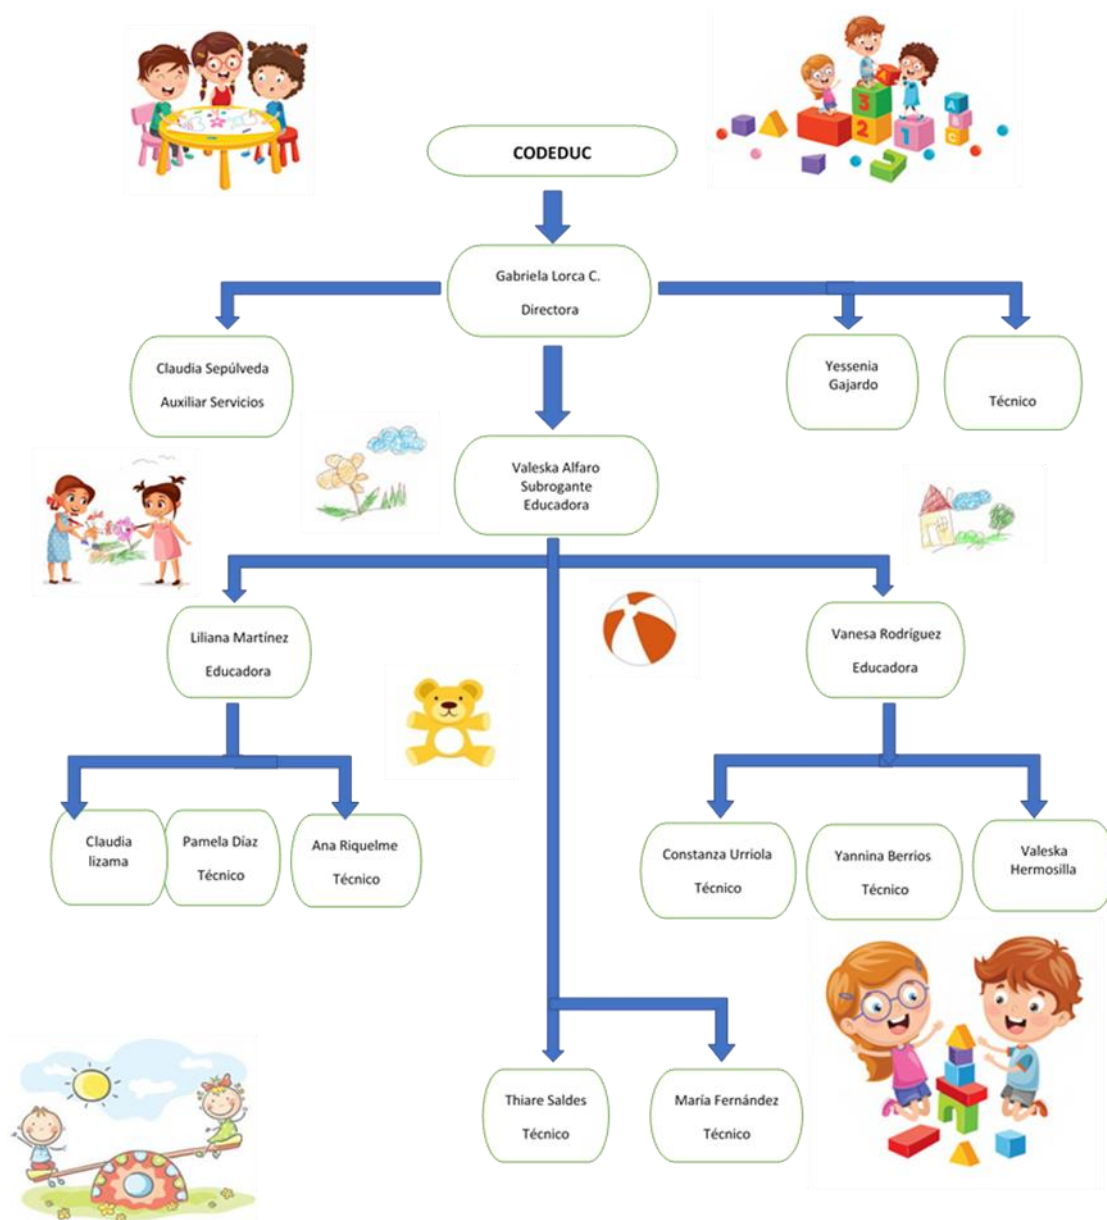 CODEDUC
Gabriela Lorca C.
Directora
Claudia Sepúlveda
Auxiliar Servicios
Yessenia
Gajardo
Técnico
Valeska Alfaro
Subrogante
Educadora
Liliana Martínez
Educadora
Vanesa Rodríguez
Educadora
Claudia
lizama
Pamela Díaz
Técnico
Ana Riquelme
Técnico
Constanza Urriola
Técnico
Yannina Berrios
Técnico
Valeska
Hermosilla
Thiare Saldes
Técnico
María Fernández
Técnico